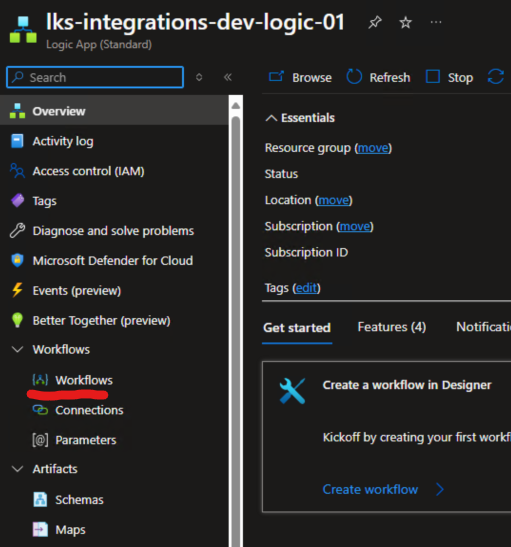 lks-integrations-dev-logic-01
Logic App (Standard)
Search
Browse Refresh Stop
Overview
Activity log
Access control (IAM)
Tags
Diagnose and solve problems
Microsoft Defender for Cloud
Events (preview)
Better Together (preview)
Workflows
Workflows
Connections
Parameters
Artifacts
Schemas
Maps
Essentials
Resource group (move)
Status
Location (move)
Subscription (move)
Subscription ID
Tags (edit)
Get started Features (4) Notificati
Create a workflow in Designer
Kickoff by creating your first workf
Create workflow